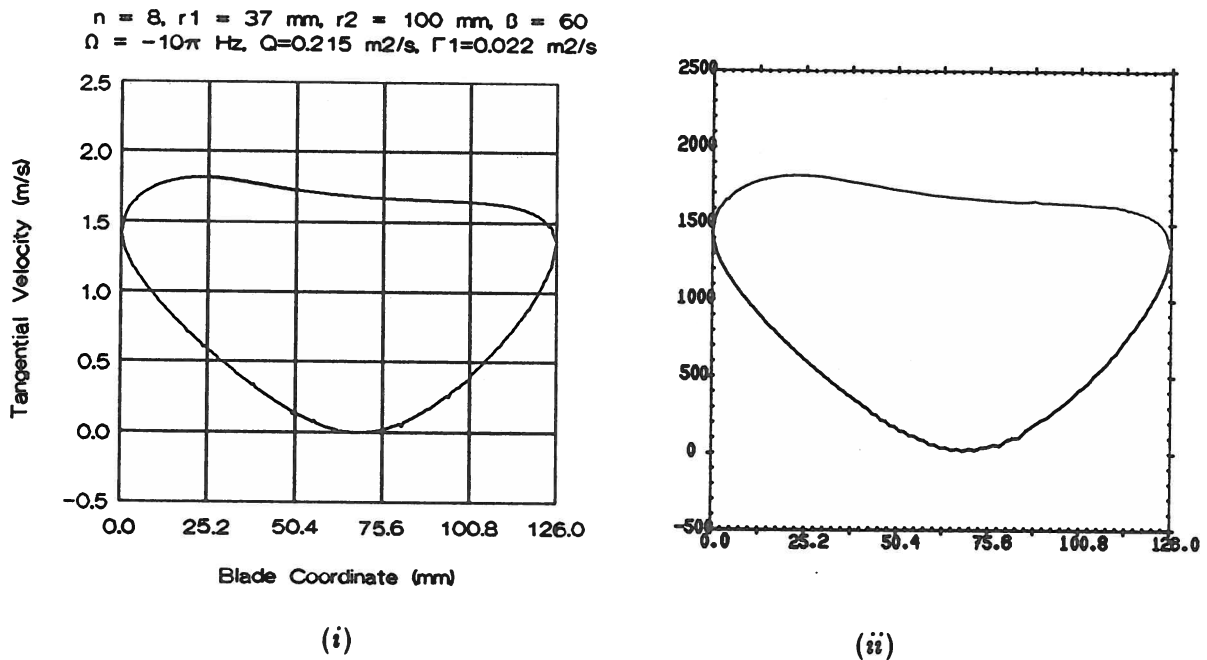 n = 8, r1 = 37 mm, r2 = 100 mm, ß = 60
Ω = -10π Hz, Q=0.215 m2/s, Γ1=0.022 m2/s
2.5
2.0
1.5
1.0
0.5
0.0
-0.5
Tangential Velocity (m/s)
0.0 25.2 50.4 75.6 100.8 126.0
Blade Coordinate (mm)
(i)
2500
2000
1500
1000
500
0
-500
0.0 25.2 50.4 75.6 100.8 126.0
(ii)